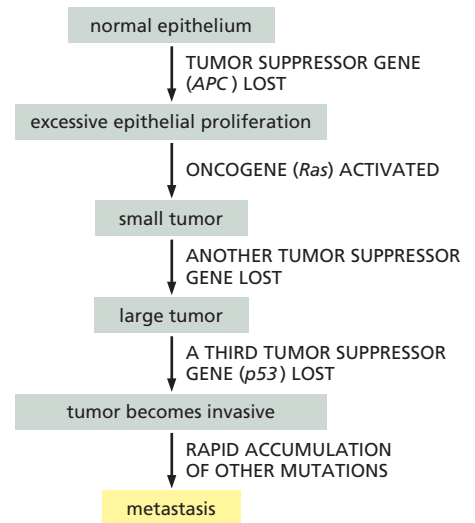 normal epithelium
TUMOR SUPPRESSOR GENE
(APC) LOST
excessive epithelial proliferation
ONCOGENE (Ras) ACTIVATED
small tumor
ANOTHER TUMOR SUPPRESSOR
GENE LOST
large tumor
A THIRD TUMOR SUPPRESSOR
GENE (p53) LOST
tumor becomes invasive
RAPID ACCUMULATION
OF OTHER MUTATIONS
metastasis